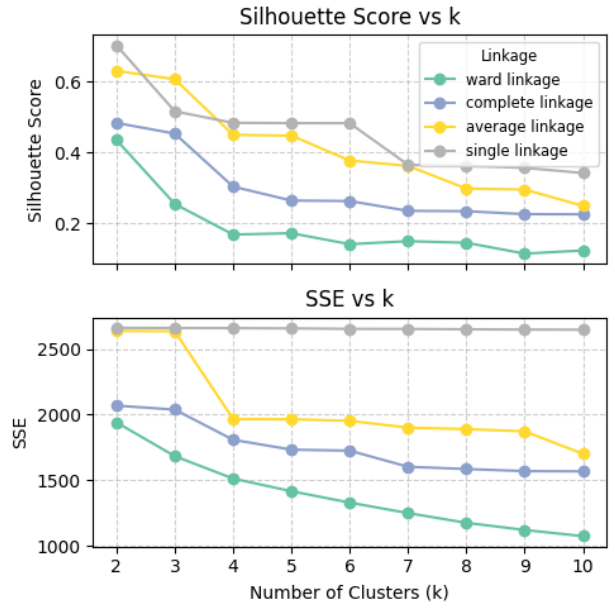 Silhouette Score vs k
Silhouette Score
0.6
0.4
0.2
Linkage
ward linkage
complete linkage
average linkage
single linkage
SSE vs k
SSE
2500
2000
1500
1000
2 3 4 5 6 7 8 9 10
Number of Clusters (k)